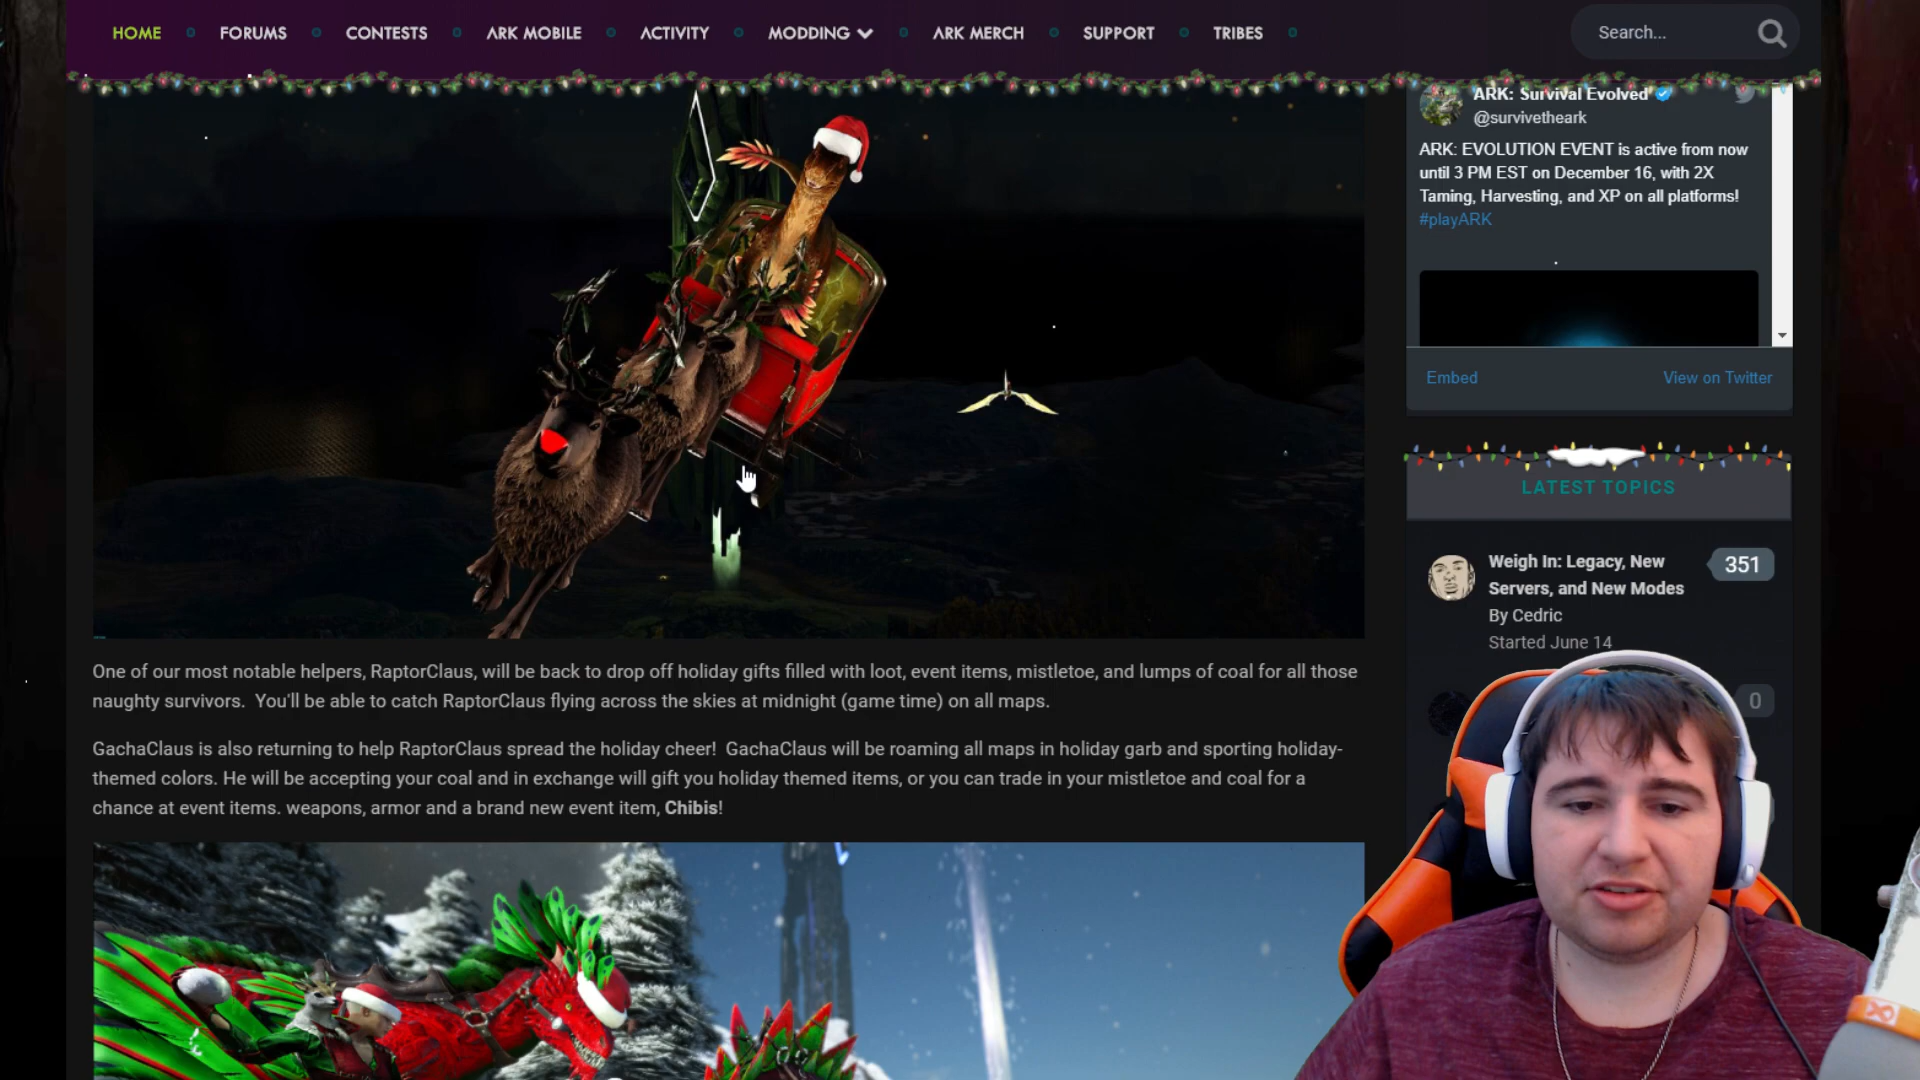 HOME FORUMS CONTESTS ARK MOBILE ACTIVITY MODDING ARK MERCH SUPPORT TRIBES Search...
ARK: Survival Evolved
@survivetheark
ARK: EVOLUTION EVENT is active from now
until 3 PM EST on December 16, with 2X
Taming, Harvesting, and XP on all platforms!
#playARK
Embed View on Twitter
LATEST TOPICS
Weigh In: Legacy, New 351
Servers, and New Modes
By Cedric
Started June 14
0
One of our most notable helpers, RaptorClaus, will be back to drop off holiday gifts filled with loot, event items, mistletoe, and lumps of coal for all those
naughty survivors. You'll be able to catch RaptorClaus flying across the skies at midnight (game time) on all maps.
GachaClaus is also returning to help RaptorClaus spread the holiday cheer! GachaClaus will be roaming all maps in holiday garb and sporting holiday-
themed colors. He will be accepting your coal and in exchange will gift you holiday themed items, or you can trade in your mistletoe and coal for a
chance at event items. weapons, armor and a brand new event item, Chibis!